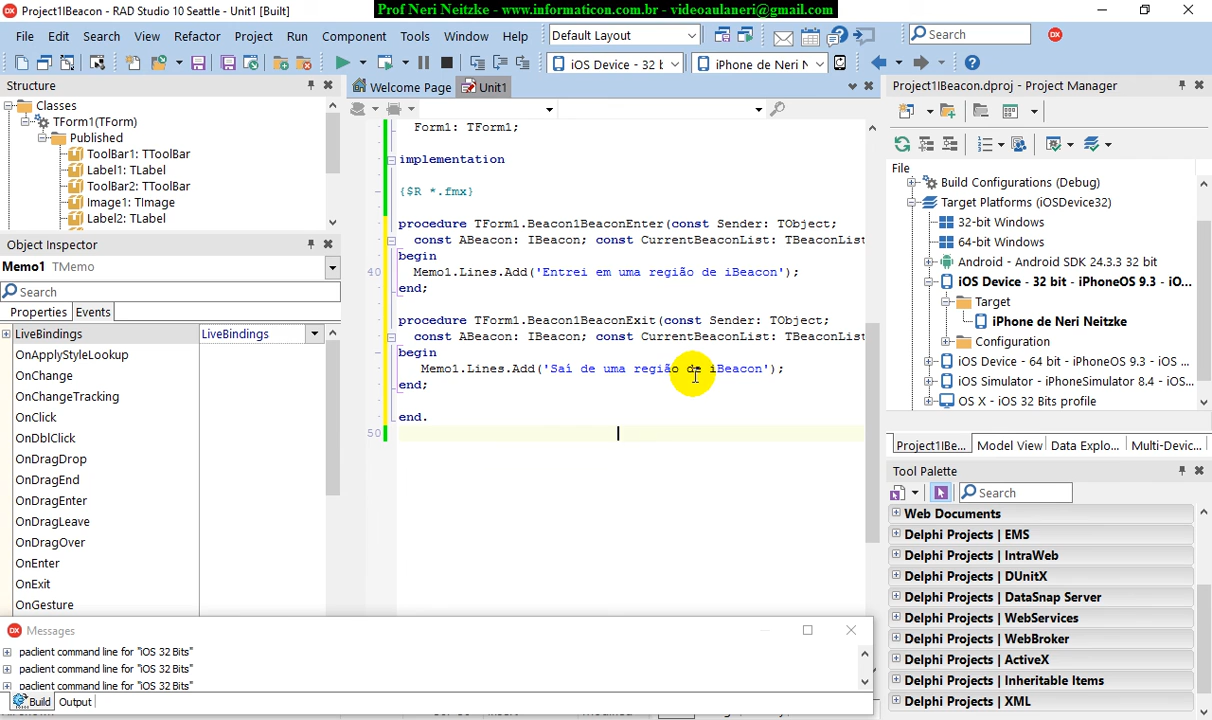 Project1IBeacon - RAD Studio 10 Seattle - Unit1 [Built]
Prof Neri Neitzke - www.informaticon.com.br - videoaulaneri@gmail.com
File Edit Search View Refactor Project Run Component Tools Window Help
Default Layout
Search
iOS Device - 32 b
iPhone de Neri N
Structure
Classes
TForm1(TForm)
Published
ToolBar1: TToolBar
Label1: TLabel
ToolBar2: TToolBar
Image1: TImage
Label2: TLabel
Object Inspector
Memo1 TMemo
Search
Properties Events
LiveBindings LiveBindings
OnApplyStyleLookup
OnChange
OnChangeTracking
OnClick
OnDblClick
OnDragDrop
OnDragEnd
OnDragEnter
OnDragLeave
OnDragOver
OnEnter
OnExit
OnGesture
Welcome Page Unit1
Form1: TForm1;
implementation
{$R *.fmx}
procedure TForm1.Beacon1BeaconEnter(const Sender: TObject;
const ABeacon: IBeacon; const CurrentBeaconList: TBeaconList
begin
40 Memo1.Lines.Add('Entrei em uma região de iBeacon');
end;
procedure TForm1.Beacon1BeaconExit(const Sender: TObject;
const ABeacon: IBeacon; const CurrentBeaconList: TBeaconList
begin
Memo1.Lines.Add('Saí de uma região de iBeacon');
end;
end.
50
Messages
paclient command line for "iOS 32 Bits"
paclient command line for "iOS 32 Bits"
paclient command line for "iOS 32 Bits"
Build Output
Project1IBeacon.dproj - Project Manager
File
Build Configurations (Debug)
Target Platforms (iOSDevice32)
32-bit Windows
64-bit Windows
Android - Android SDK 24.3.3 32 bit
iOS Device - 32 bit - iPhoneOS 9.3 - iO...
Target
iPhone de Neri Neitzke
Configuration
iOS Device - 64 bit - iPhoneOS 9.3 - iOS ...
iOS Simulator - iPhoneSimulator 8.4 - iOS...
OS X - iOS 32 Bits profile
Project1IBe... Model View Data Explo... Multi-Devic...
Tool Palette
Search
Web Documents
Delphi Projects | EMS
Delphi Projects | IntraWeb
Delphi Projects | DUnitX
Delphi Projects | DataSnap Server
Delphi Projects | WebServices
Delphi Projects | WebBroker
Delphi Projects | ActiveX
Delphi Projects | Inheritable Items
Delphi Projects | XML